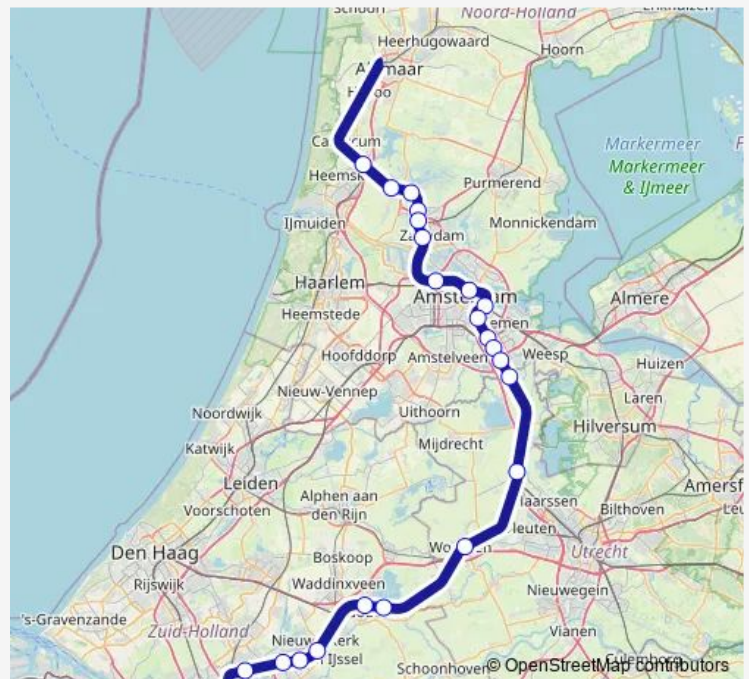 Noord-Holland
Heerhugowaard
Hoorn
Markermeer
Markermeer
& IJmeer
Purmerend
IJmuiden
Monnickendam
Haarlem
Almere
Heemstede
Hoofddorp
Amstelveen
Weesp
Huizen
Nieuw-Vennep
Laren
Noordwijk
Uithoorn
Hilversum
Katwijk
Mijdrecht
Leiden
Voorschoten
Alphen aan
den Rijn
Bilthoven
Den Haag
Boskoop
Utrecht
Rijswijk
Waddinxveen
Nieuwegein
's-Gravenzande
Zuid-Holland
Vianen
Schoonhoven
© OpenStreetMap contributors